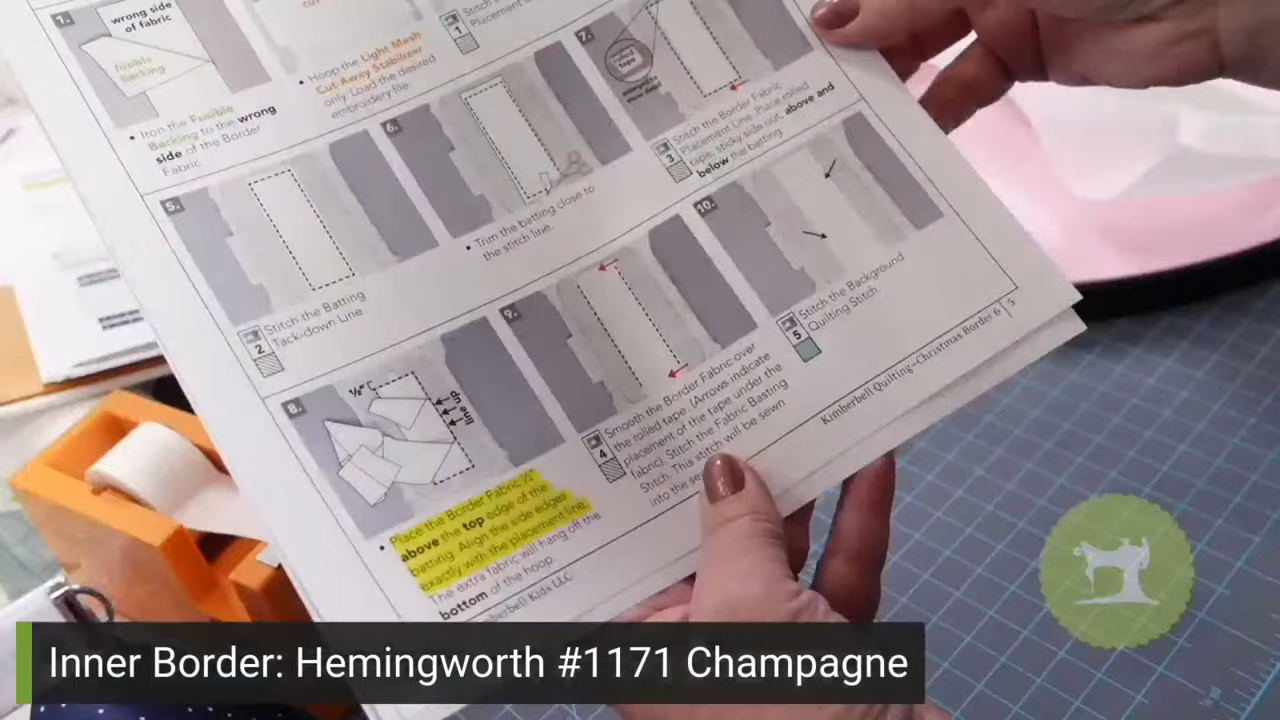 1.
wrong side
of fabric
fusible
backing
• Iron the Fusible
Backing to the wrong
side of the Border
Fabric.
• Hoop the Light Mesh
Cut-Away Stabilizer
only. Load the desired
embroidery file.
1
7.
rolled
tape
3
Stitch the Border Fabric
Placement Line. Place rolled
tape, sticky side out, above and
below the batting
5.
2
Stitch the Batting
Tack-down Line
6.
• Trim the batting close to
the stitch line.
8.
½"
line up
• Place the Border Fabric ½"
above the top edge of the
batting. Align the side edges
exactly with the placement line.
The extra fabric will hang off the
bottom of the hoop.
9.
4
Smooth the Border Fabric over
the rolled tape. (Arrows indicate
placement of the tape under the
fabric). Stitch the Fabric Basting
Stitch. This stitch will be sewn
into the
10.
5
Stitch the Background
Quilting Stitch
Kids LLC
Kimberbell Quilting–Christmas Border 6 | 5
Inner Border: Hemingworth #1171 Champagne